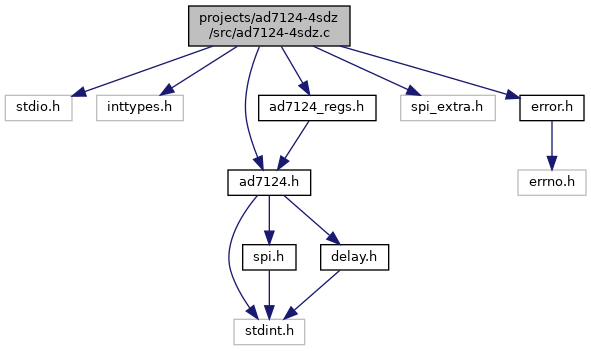 projects/ad7124-4sdz
/src/ad7124-4sdz.c
stdio.h
inttypes.h
ad7124_regs.h
spi_extra.h
error.h
ad7124.h
errno.h
spi.h
delay.h
stdint.h